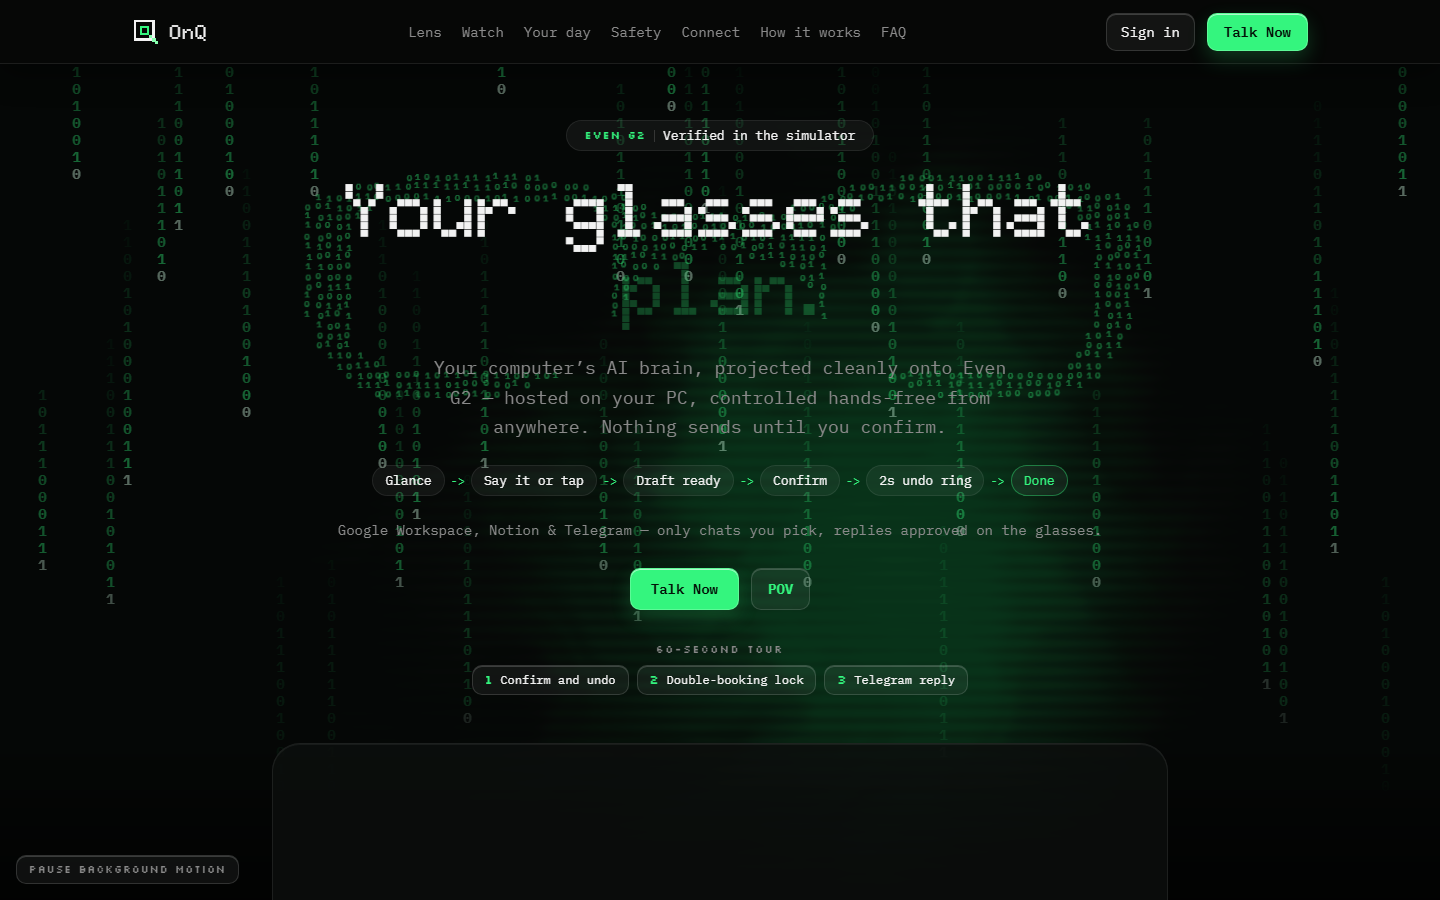 OnQ
Lens Watch Your day Safety Connect How it works FAQ
Sign in Talk Now
EVEN G2 | Verified in the simulator
Your glasses that
plan.
Your computer’s AI brain, projected cleanly onto Even
G2 — hosted on your PC, controlled hands-free from
anywhere. Nothing sends until you confirm.
Glance -> Say it or tap -> Draft ready -> Confirm -> 2s undo ring -> Done
Google Workspace, Notion & Telegram — only chats you pick, replies approved on the glasses.
Talk Now POV
60-SECOND TOUR
1 Confirm and undo 2 Double-booking lock 3 Telegram reply
PAUSE BACKGROUND MOTION